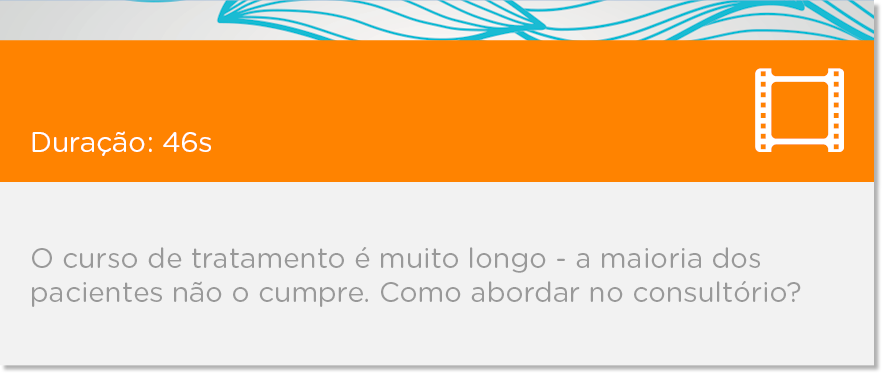 Duração: 46s
O curso de tratamento é muito longo - a maioria dos
pacientes não o cumpre. Como abordar no consultório?